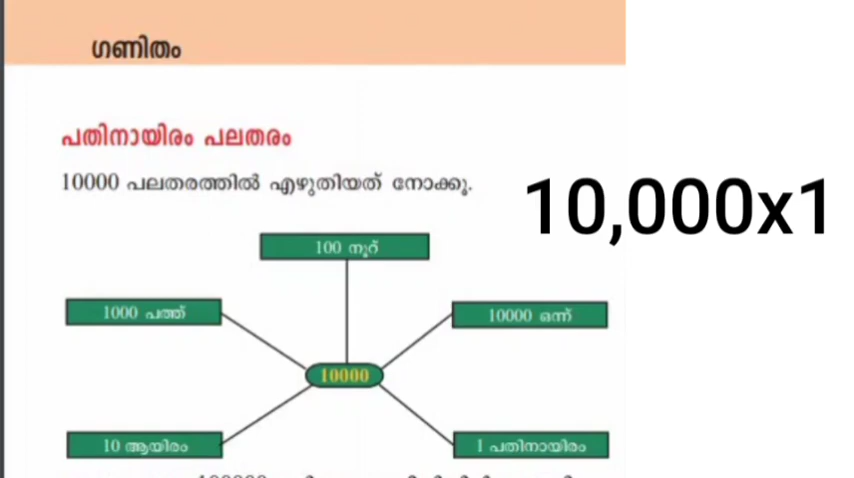 ഗണിതം
പതിനായിരം പലതരം
10000 പലതരത്തിൽ എഴുതിയത് നോക്കൂ.
10,000x1
100 നൂറ്
1000 പത്ത്
10000 ഒന്ന്
10000
10 ആയിരം
1 പതിനായിരം